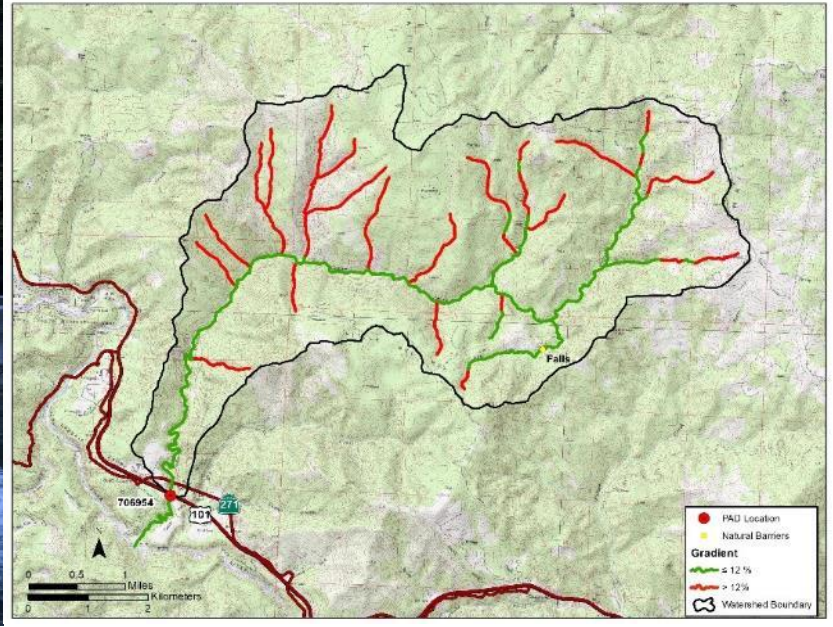 Falls
706954
101
271
0 0.5 1
Miles
Kilometers
0 1 2
PAD Location
Natural Barriers
Gradient
≤ 12 %
> 12%
Watershed Boundary